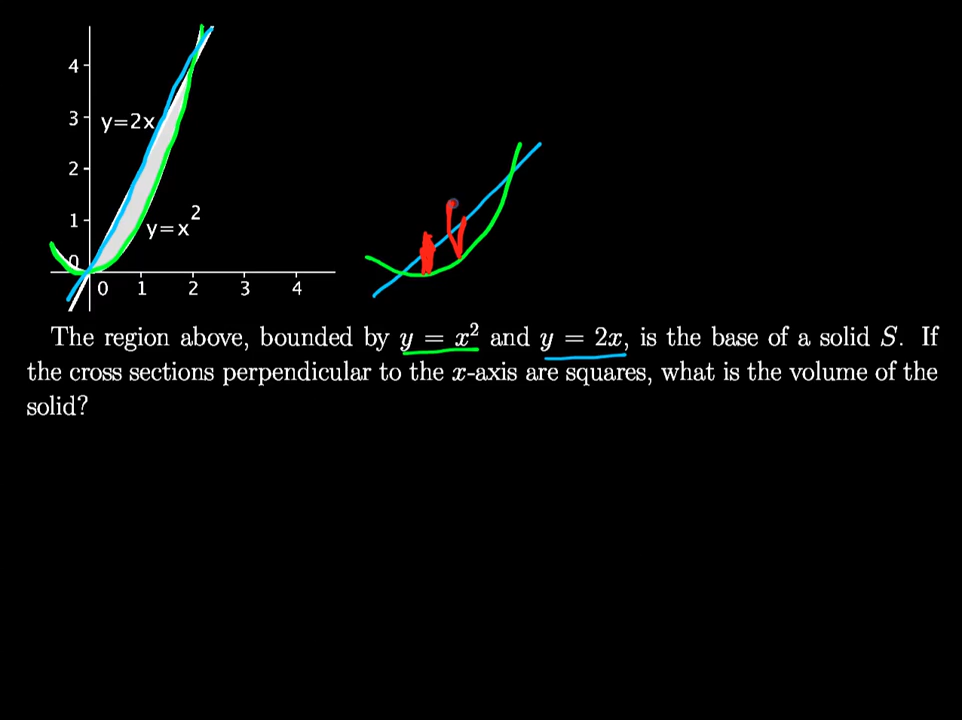 4
3 y=2x
2
1 y=x²
0
0 1 2 3 4
The region above, bounded by y = x² and y = 2x, is the base of a solid S. If
the cross sections perpendicular to the x-axis are squares, what is the volume of the
solid?